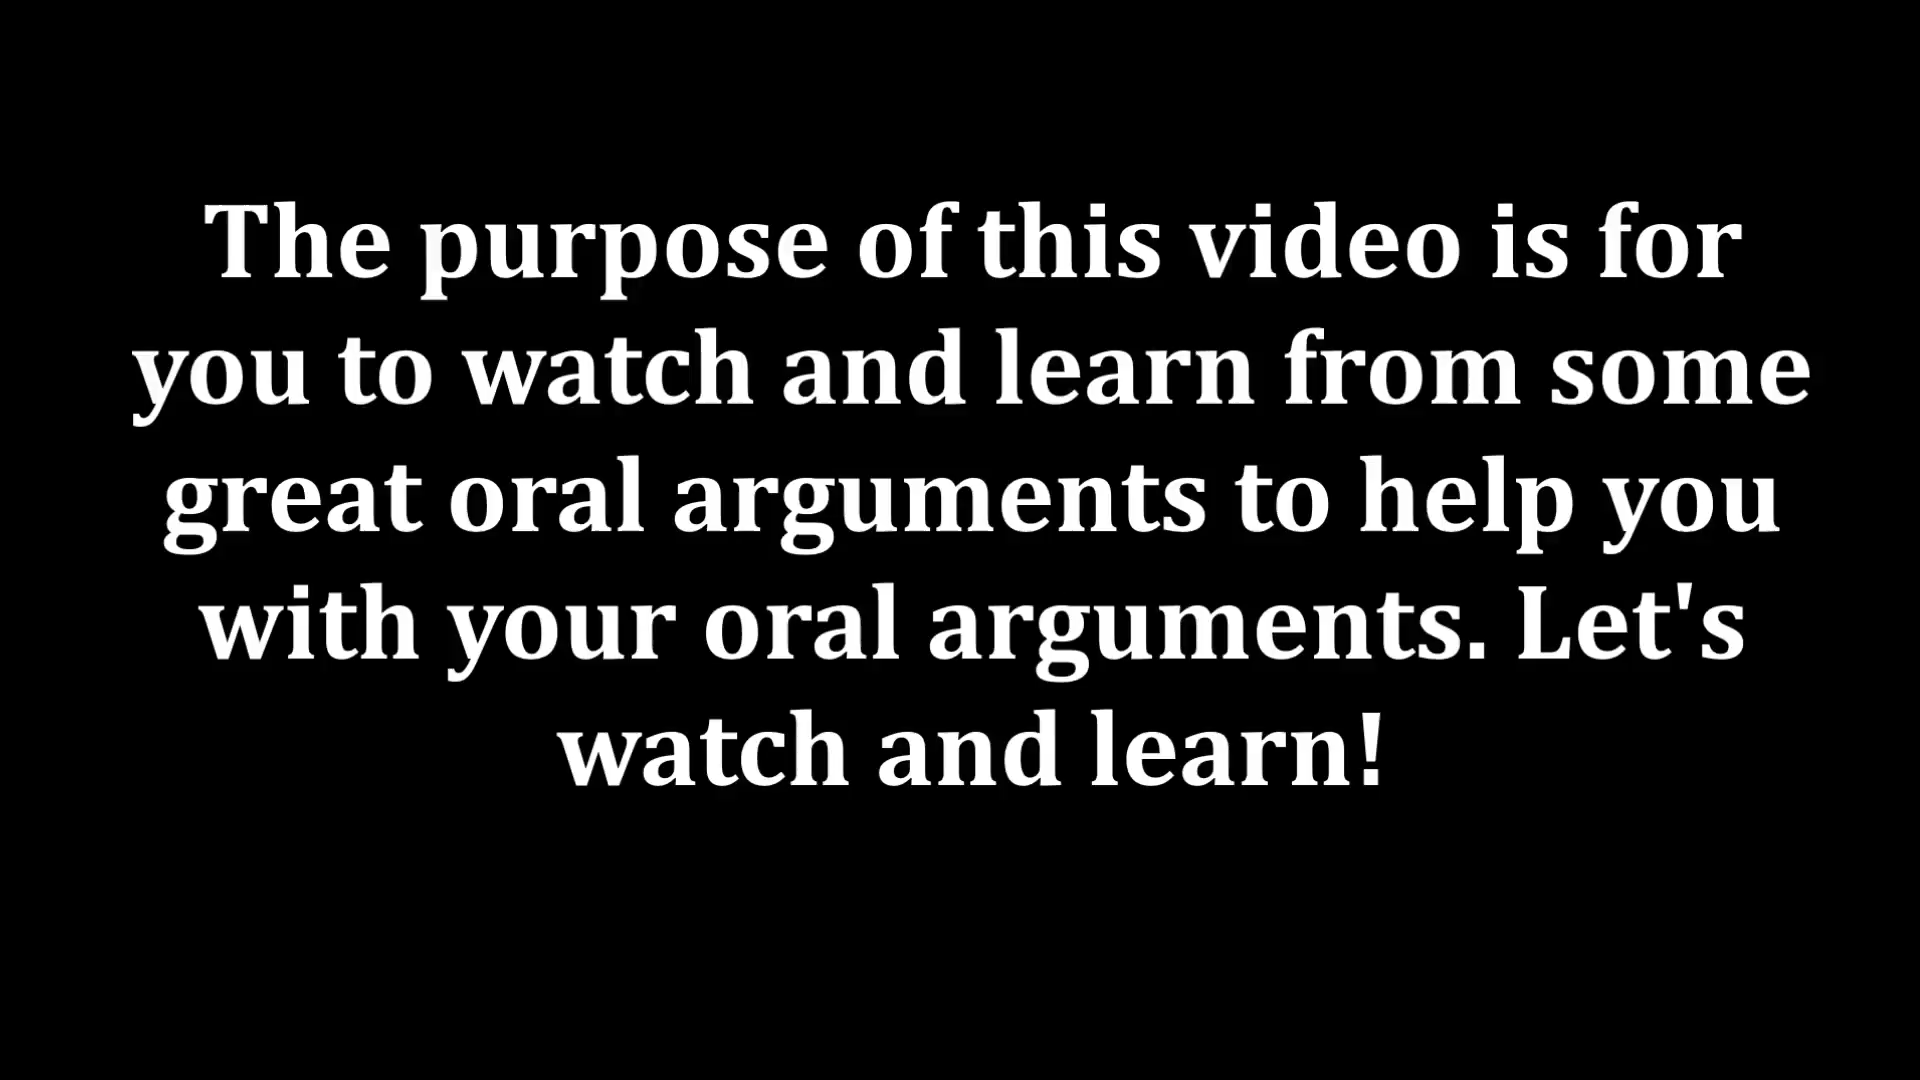 The purpose of this video is for
you to watch and learn from some
great oral arguments to help you
with your oral arguments. Let's
watch and learn!